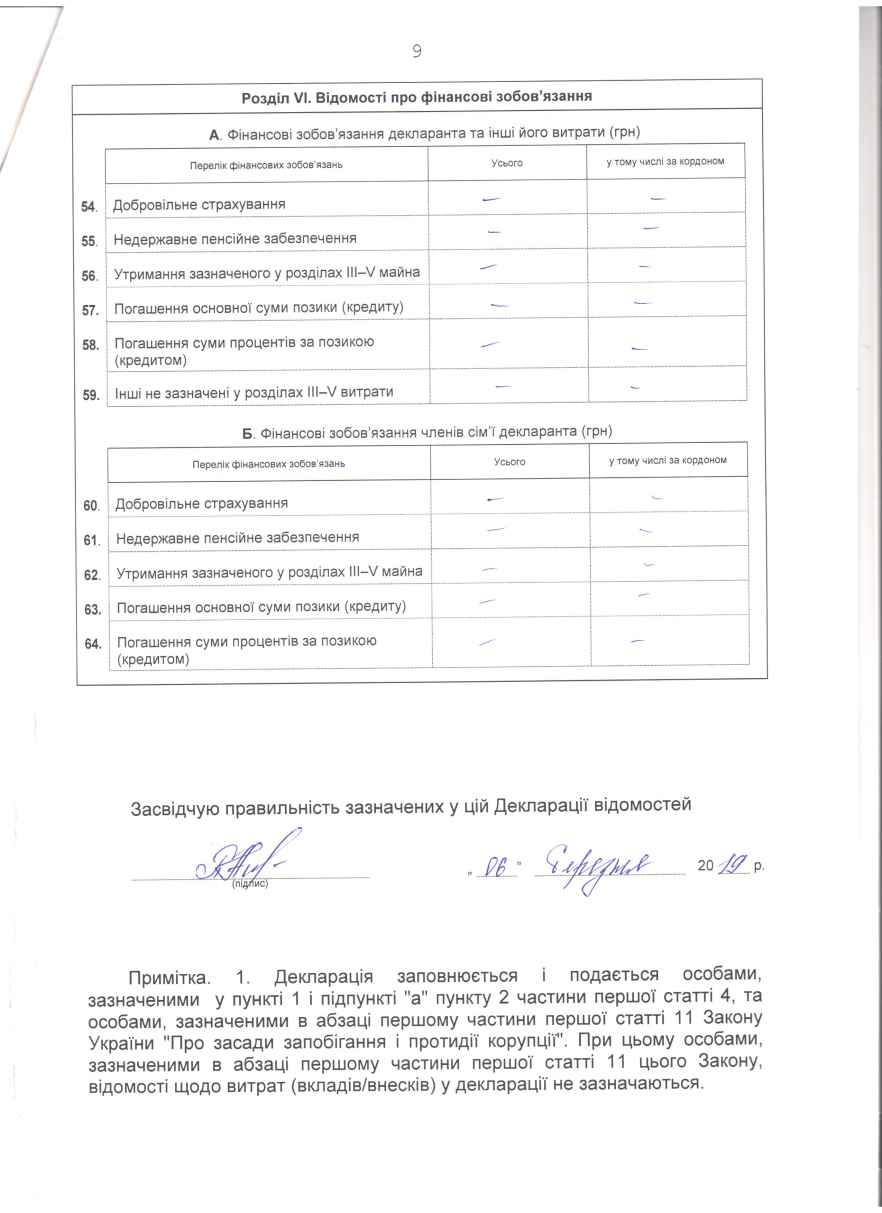 9
Розділ VI. Відомості про фінансові зобов'язання
А. Фінансові зобов'язання декларанта та інші його витрати (грн)
Перелік фінансових зобов'язань Усього у тому числі за кордоном
54. Добровільне страхування – –
55. Недержавне пенсійне забезпечення – –
56. Утримання зазначеного у розділах III–V майна – –
57. Погашення основної суми позики (кредиту) – –
58. Погашення суми процентів за позикою
(кредитом) – –
59. Інші не зазначені у розділах III–V витрати – –
Б. Фінансові зобов'язання членів сім'ї декларанта (грн)
Перелік фінансових зобов'язань Усього у тому числі за кордоном
60. Добровільне страхування – –
61. Недержавне пенсійне забезпечення – –
62. Утримання зазначеного у розділах III–V майна – –
63. Погашення основної суми позики (кредиту) – –
64. Погашення суми процентів за позикою
(кредитом) – –
Засвідчую правильність зазначених у цій Декларації відомостей
„ 06 " березня 2019 р.
(підпис)
Примітка. 1. Декларація заповнюється і подається особами,
зазначеними у пункті 1 і підпункті "а" пункту 2 частини першої статті 4, та
особами, зазначеними в абзаці першому частини першої статті 11 Закону
України "Про засади запобігання і протидії корупції". При цьому особами,
зазначеними в абзаці першому частини першої статті 11 цього Закону,
відомості щодо витрат (вкладів/внесків) у декларації не зазначаються.